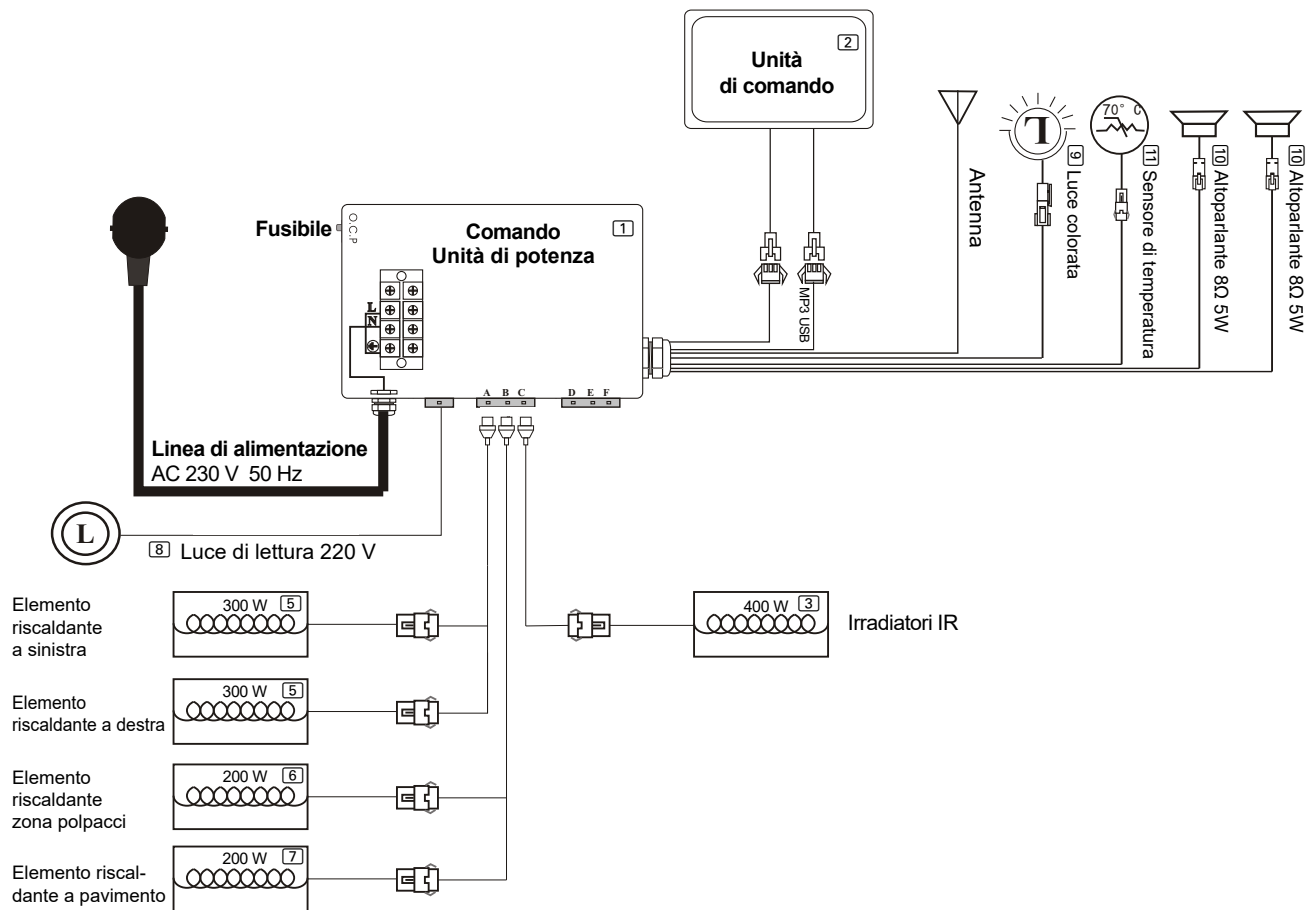 2
Unità
di comando
70° C
L
Antenna
9 Luce colorata
11 Sensore di temperatura
10 Altoparlante 8Ω 5W
10 Altoparlante 8Ω 5W
MP3 USB
Fusibile
O.C.P
Comando
Unità di potenza
1
L
N
A B C
D E F
Linea di alimentazione
AC 230 V 50 Hz
L
8 Luce di lettura 220 V
Elemento
riscaldante
a sinistra
300 W 5
400 W 3
Irradiatori IR
Elemento
riscaldante a destra
300 W 5
Elemento
riscaldante
zona polpacci
200 W 6
Elemento riscal-
dante a pavimento
200 W 7